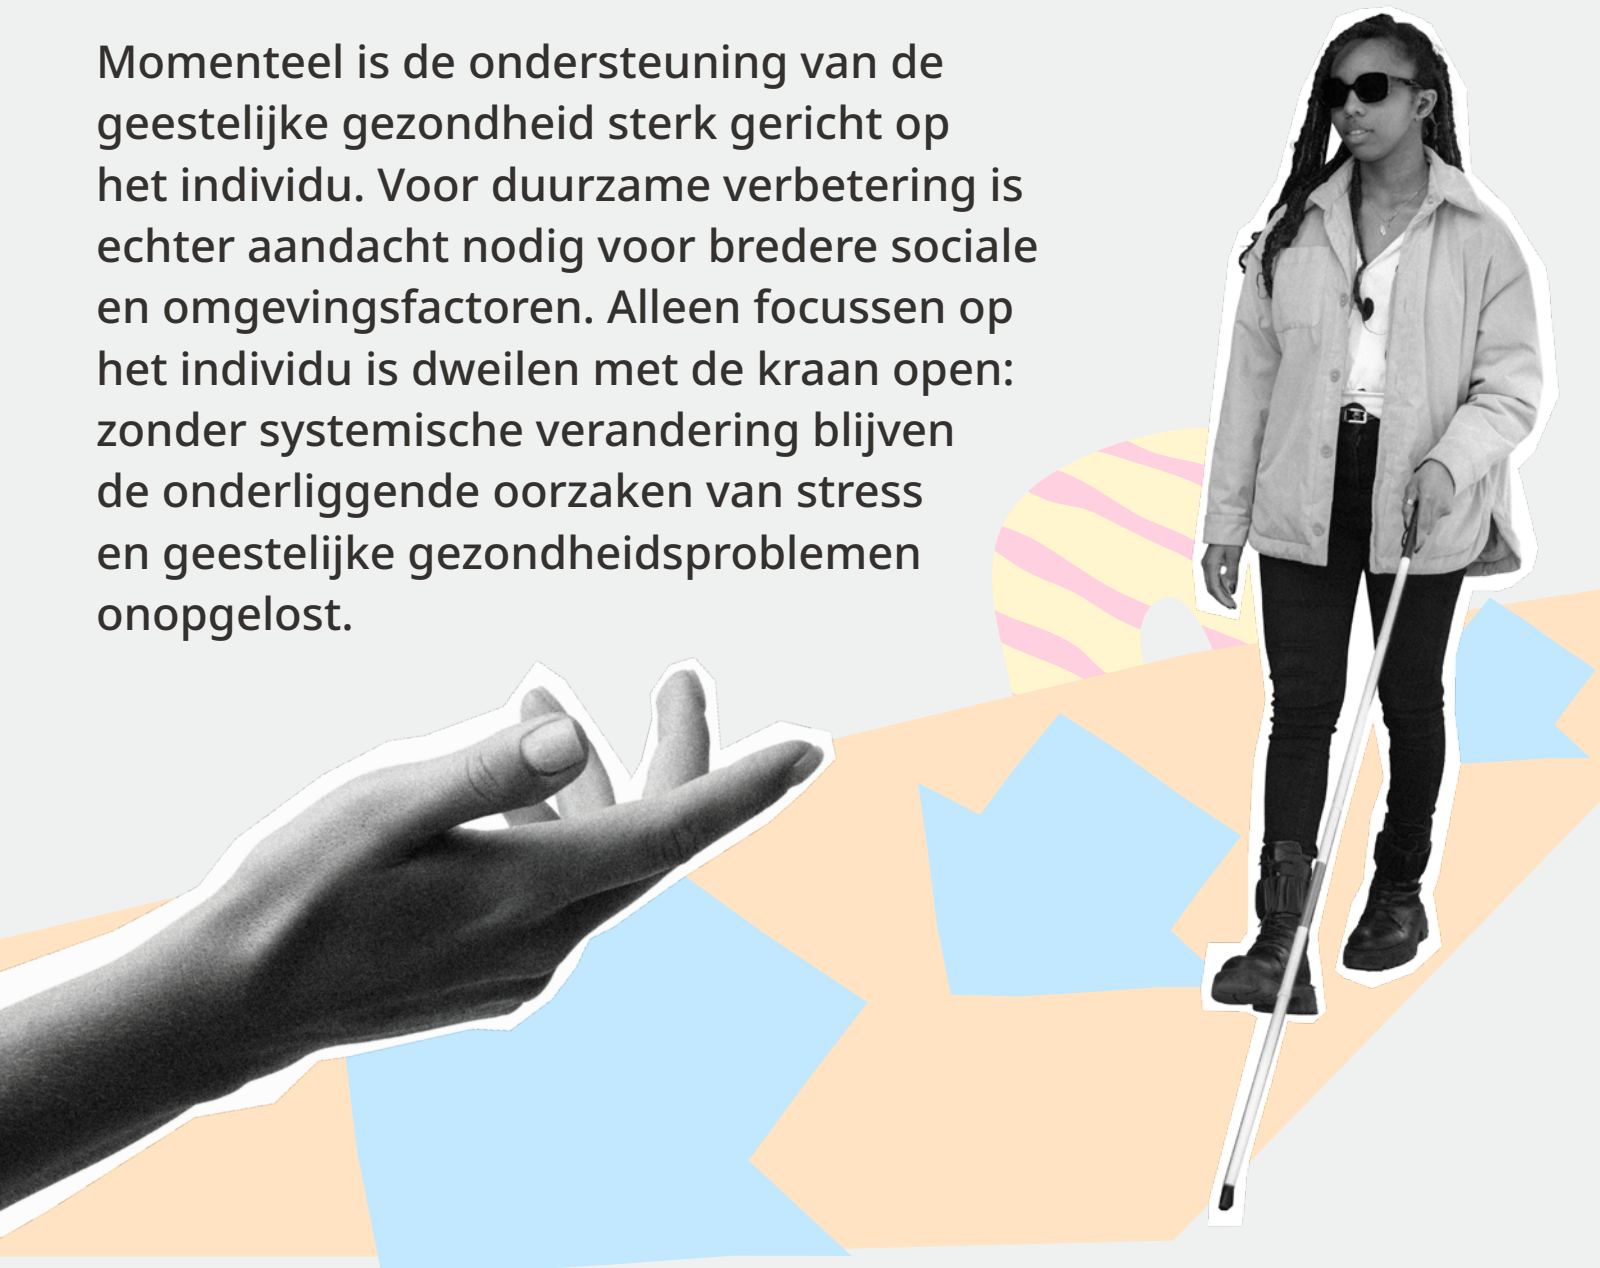 Momenteel is de ondersteuning van de
geestelijke gezondheid sterk gericht op
het individu. Voor duurzame verbetering is
echter aandacht nodig voor bredere sociale
en omgevingsfactoren. Alleen focussen op
het individu is dweilen met de kraan open:
zonder systemische verandering blijven
de onderliggende oorzaken van stress
en geestelijke gezondheidsproblemen
onopgelost.